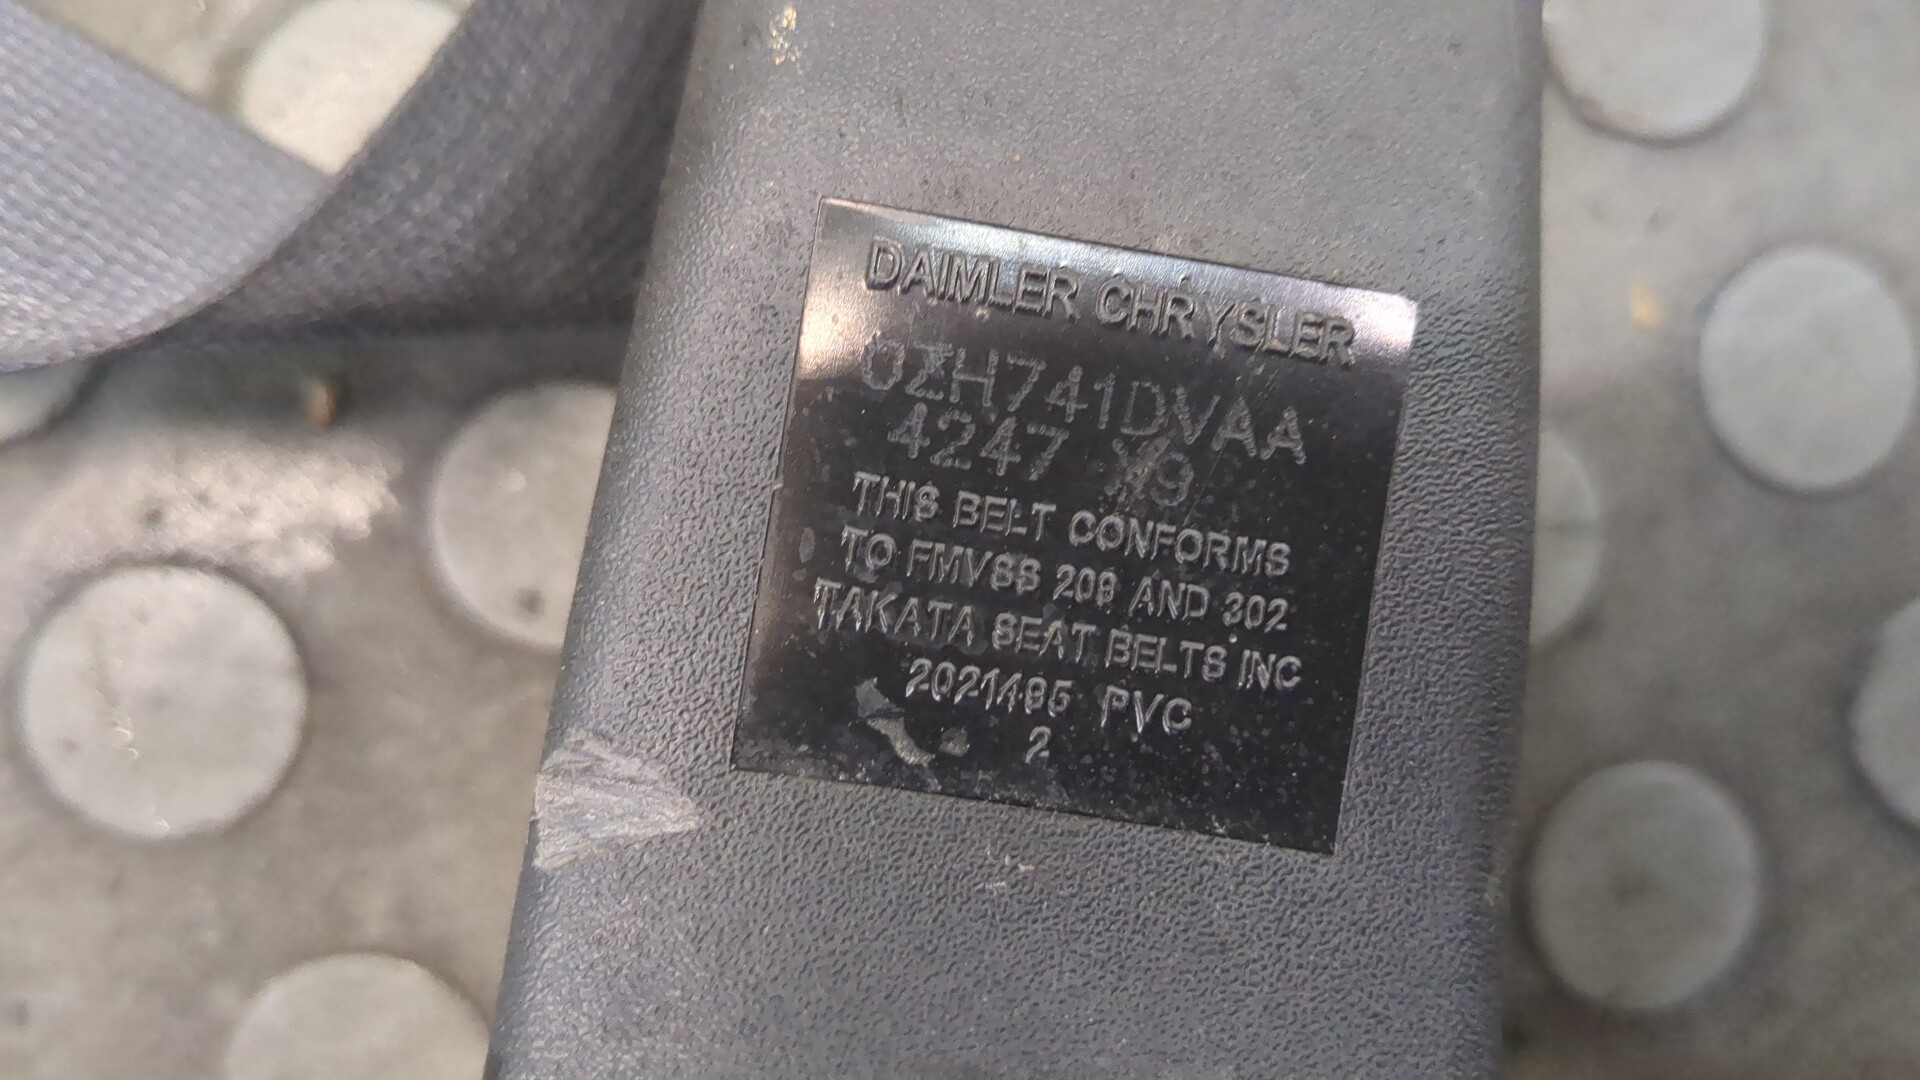 DAIMLER CHRYSLER
0ZH741DVAA
4247
THIS BELT CONFORMS
TO FMVSS 209 AND 302
TAKATA SEAT BELTS INC
2021495 PVC
2